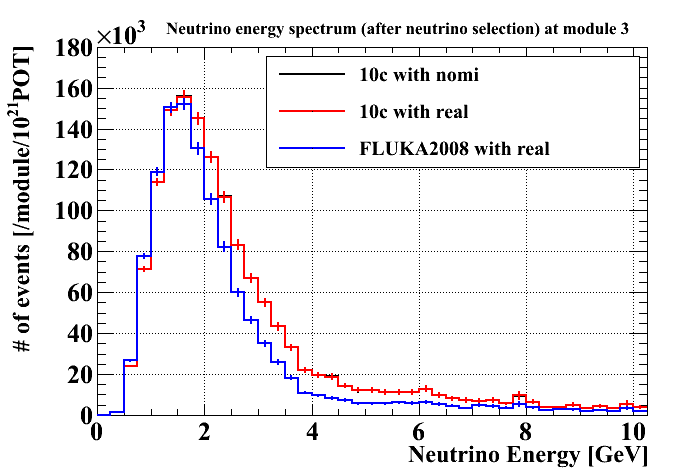 Neutrino energy spectrum (after neutrino selection) at module 3
×10³
# of events [/module/10²¹POT]
180
160
140
120
100
80
60
40
20
0
10c with nomi
10c with real
FLUKA2008 with real
0 2 4 6 8 10
Neutrino Energy [GeV]